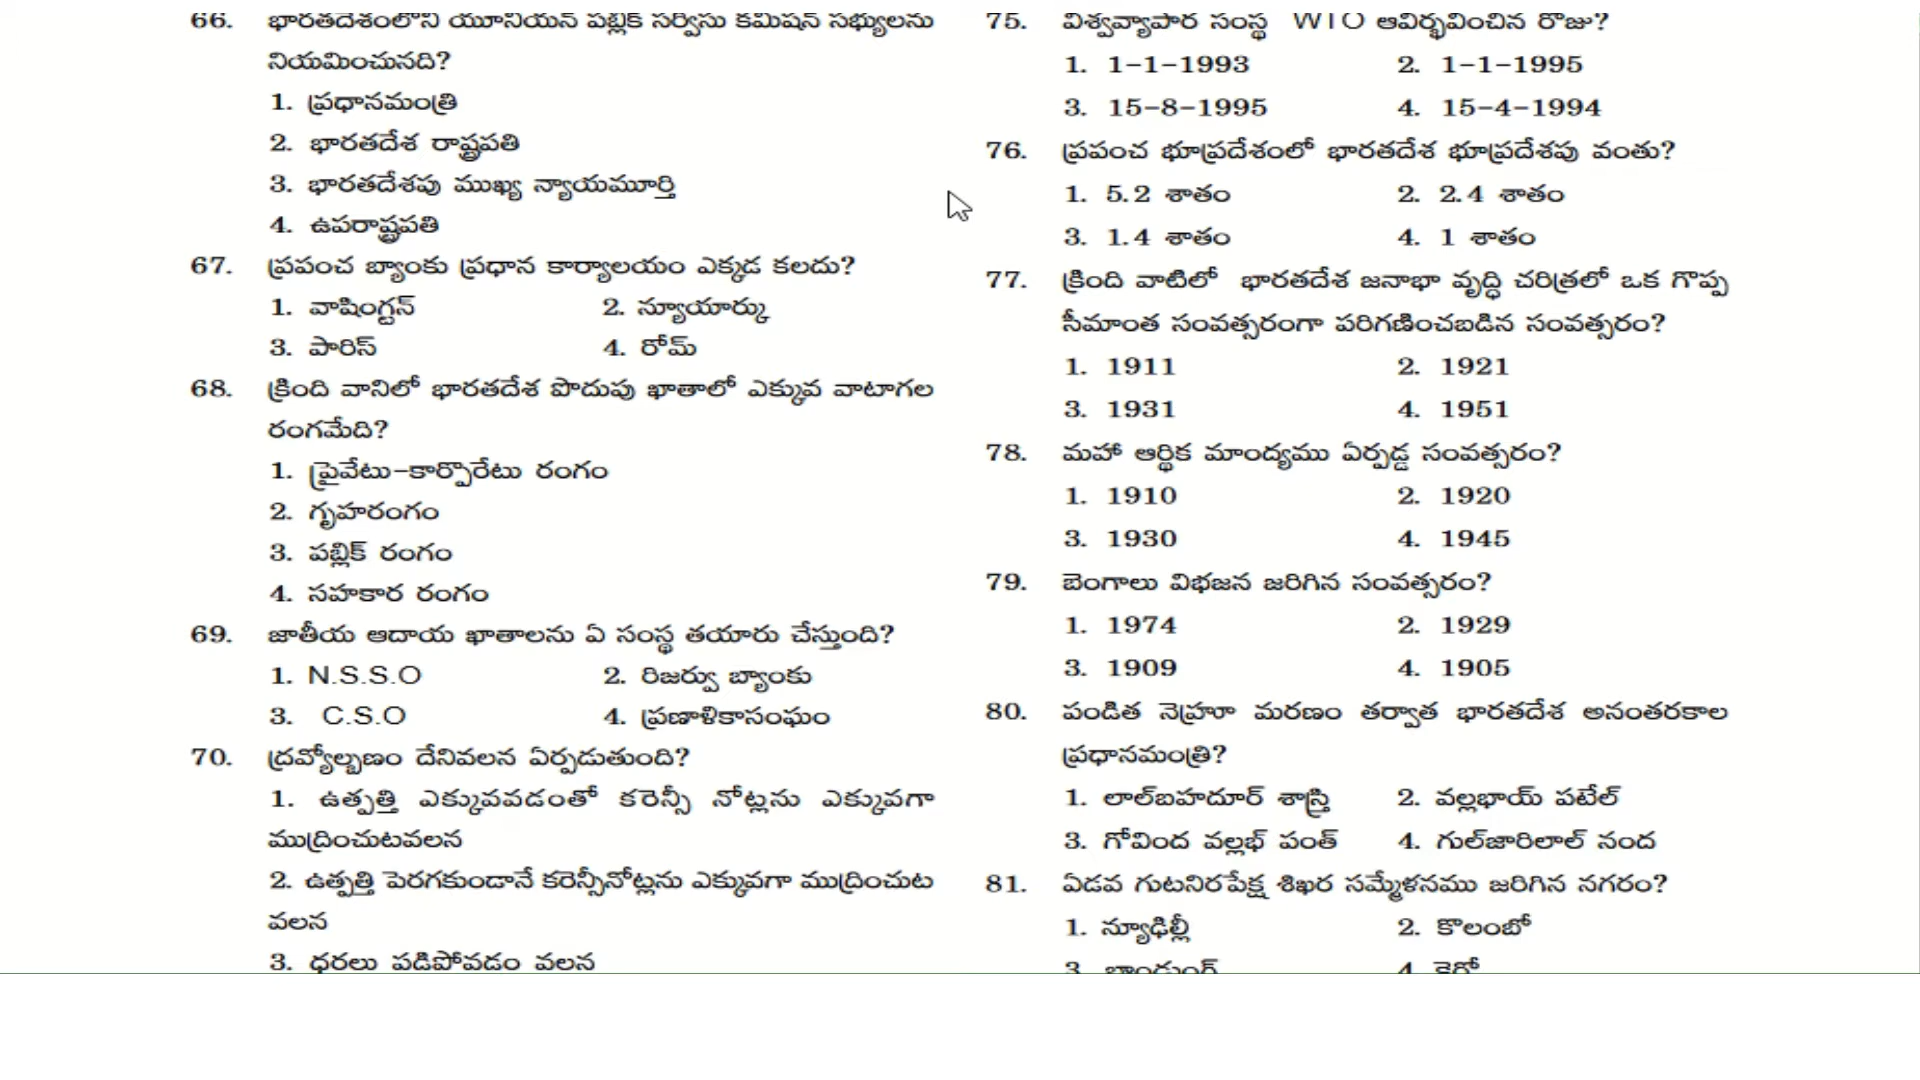 66. భారతదేశంలోని యూనియన్ పబ్లిక్ సర్వీసు కమిషన్ సభ్యులను
నియమించునది?
1. ప్రధానమంత్రి
2. భారతదేశ రాష్ట్రపతి
3. భారతదేశపు ముఖ్య న్యాయమూర్తి
4. ఉపరాష్ట్రపతి
67. ప్రపంచ బ్యాంకు ప్రధాన కార్యాలయం ఎక్కడ కలదు?
1. వాషింగ్టన్ 2. న్యూయార్కు
3. పారిస్ 4. రోమ్
68. క్రింది వానిలో భారతదేశ పొదుపు ఖాతాలో ఎక్కువ వాటాగల
రంగమేది?
1. ప్రైవేటు-కార్పొరేటు రంగం
2. గృహరంగం
3. పబ్లిక్ రంగం
4. సహకార రంగం
69. జాతీయ ఆదాయ ఖాతాలను ఏ సంస్థ తయారు చేస్తుంది?
1. N.S.S.O 2. రిజర్వు బ్యాంకు
3. C.S.O 4. ప్రణాళికాసంఘం
70. ద్రవ్యోల్బణం దేనివలన ఏర్పడుతుంది?
1. ఉత్పత్తి ఎక్కువవడంతో కరెన్సీ నోట్లను ఎక్కువగా
ముద్రించుటవలన
2. ఉత్పత్తి పెరగకుండానే కరెన్సీనోట్లను ఎక్కువగా ముద్రించుట
వలన
3. ధరలు పడిపోవడం వలన
75. విశ్వవ్యాపార సంస్థ WTO ఆవిర్భవించిన రోజు?
1. 1-1-1993 2. 1-1-1995
3. 15-8-1995 4. 15-4-1994
76. ప్రపంచ భూప్రదేశంలో భారతదేశ భూప్రదేశపు వంతు?
1. 5.2 శాతం 2. 2.4 శాతం
3. 1.4 శాతం 4. 1 శాతం
77. క్రింది వాటిలో భారతదేశ జనాభా వృద్ధి చరిత్రలో ఒక గొప్ప
సీమాంత సంవత్సరంగా పరిగణించబడిన సంవత్సరం?
1. 1911 2. 1921
3. 1931 4. 1951
78. మహా ఆర్థిక మాంద్యము ఏర్పడ్డ సంవత్సరం?
1. 1910 2. 1920
3. 1930 4. 1945
79. బెంగాలు విభజన జరిగిన సంవత్సరం?
1. 1974 2. 1929
3. 1909 4. 1905
80. పండిత నెహ్రూ మరణం తర్వాత భారతదేశ అనంతరకాల
ప్రధానమంత్రి?
1. లాల్‌బహదూర్ శాస్త్రి 2. వల్లభాయ్ పటేల్
3. గోవింద వల్లభ్ పంత్ 4. గుల్‌జారిలాల్ నంద
81. ఏడవ గుటనిరపేక్ష శిఖర సమ్మేళనము జరిగిన నగరం?
1. న్యూఢిల్లీ 2. కొలంబో
3. బాండుంగ్ 4. కైరో